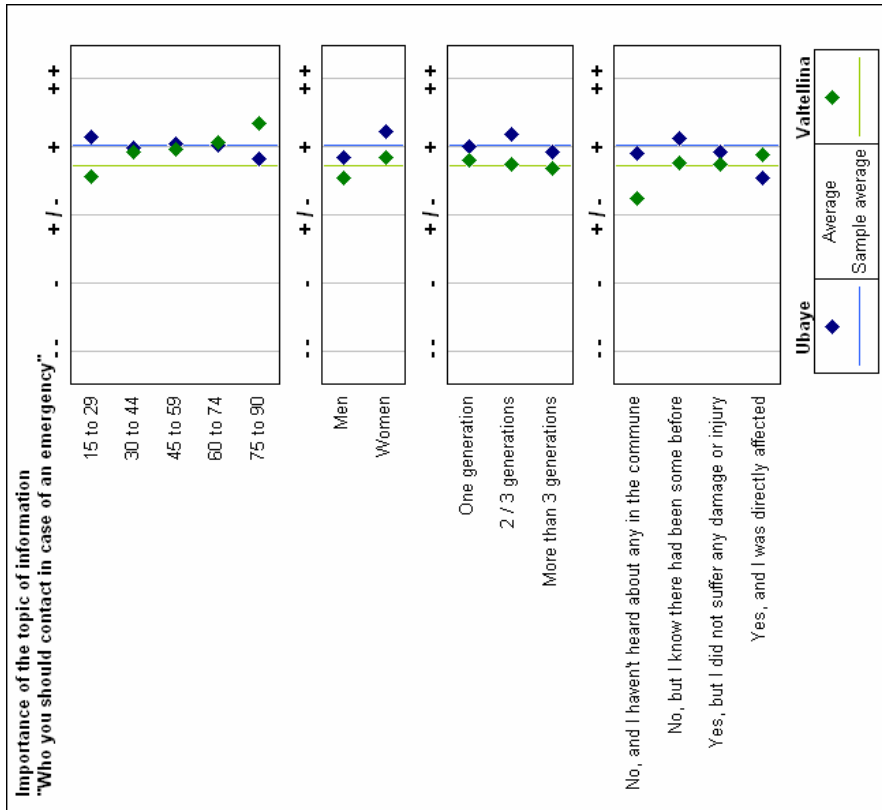 Importance of the topic of information
"Who you should contact in case of an emergency"
- - - + / - + + +
15 to 29
30 to 44
45 to 59
60 to 74
75 to 90
- - - + / - + + +
Men
Women
- - - + / - + + +
One generation
2 / 3 generations
More than 3 generations
- - - + / - + + +
No, and I haven't heard about any in the commune
No, but I know there had been some before
Yes, but I did not suffer any damage or injury
Yes, and I was directly affected
Ubaye Valtellina
Average
Sample average